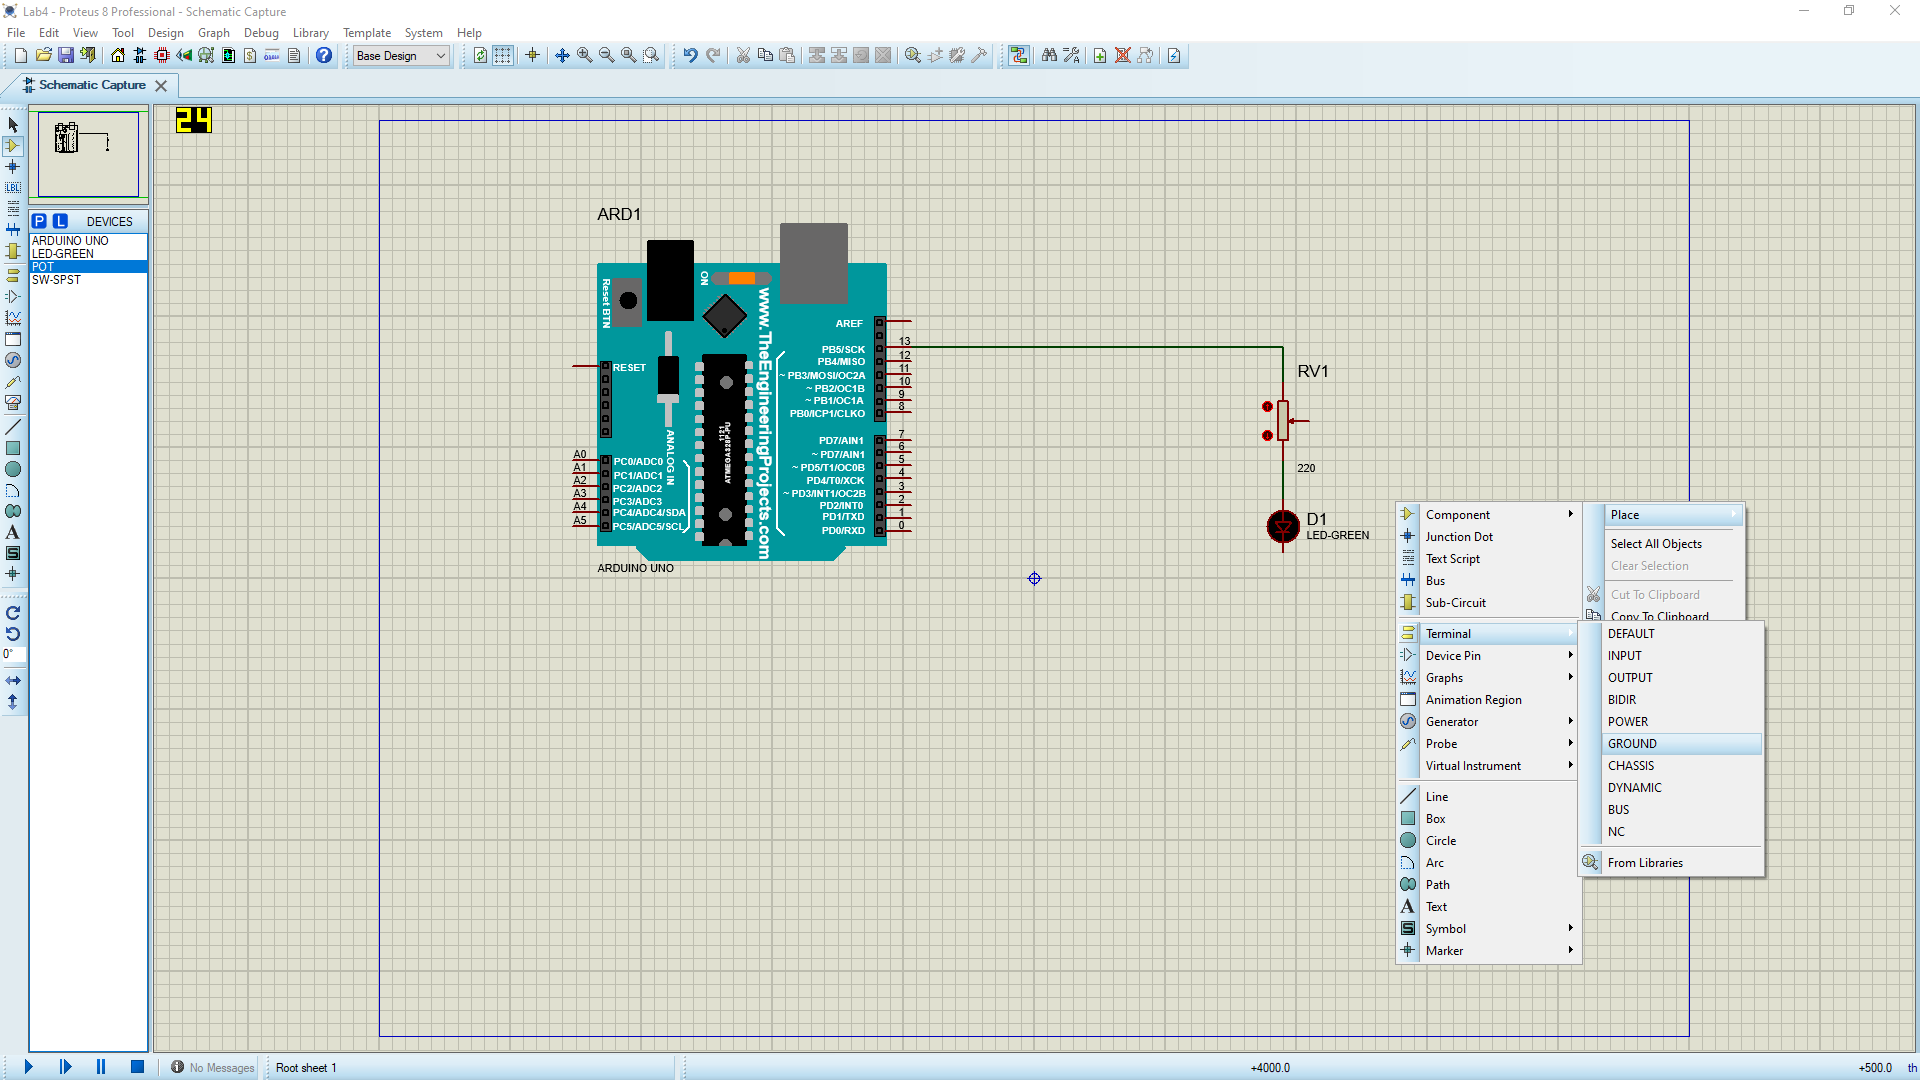 Lab4 - Proteus 8 Professional - Schematic Capture
File Edit View Tool Design Graph Debug Library Template System Help
Base Design
Schematic Capture
24
P L DEVICES
ARDUINO UNO
LED-GREEN
POT
SW-SPST
LBL
0°
ARD1
Reset BTN
ON
www.TheEngineeringProjects.com
1121
ATMEGA328P-PU
ANALOG IN
RESET
AREF
13
PB5/SCK
12
PB4/MISO
11
~ PB3/MOSI/OC2A
10
~ PB2/OC1B
9
~ PB1/OC1A
8
PB0/ICP1/CLKO
7
PD7/AIN1
6
~ PD7/AIN1
5
~ PD5/T1/OC0B
4
PD4/T0/XCK
3
~ PD3/INT1/OC2B
2
PD2/INT0
1
PD1/TXD
0
PD0/RXD
A0
PC0/ADC0
A1
PC1/ADC1
A2
PC2/ADC2
A3
PC3/ADC3
A4
PC4/ADC4/SDA
A5
PC5/ADC5/SCL
ARDUINO UNO
RV1
220
D1
LED-GREEN
Component
Junction Dot
Text Script
Bus
Sub-Circuit
Terminal
Device Pin
Graphs
Animation Region
Generator
Probe
Virtual Instrument
Line
Box
Circle
Arc
Path
Text
Symbol
Marker
Place
Select All Objects
Clear Selection
Cut To Clipboard
Copy To Clipboard
DEFAULT
INPUT
OUTPUT
BIDIR
POWER
GROUND
CHASSIS
DYNAMIC
BUS
NC
From Libraries
No Messages
Root sheet 1
+4000.0
+500.0
th